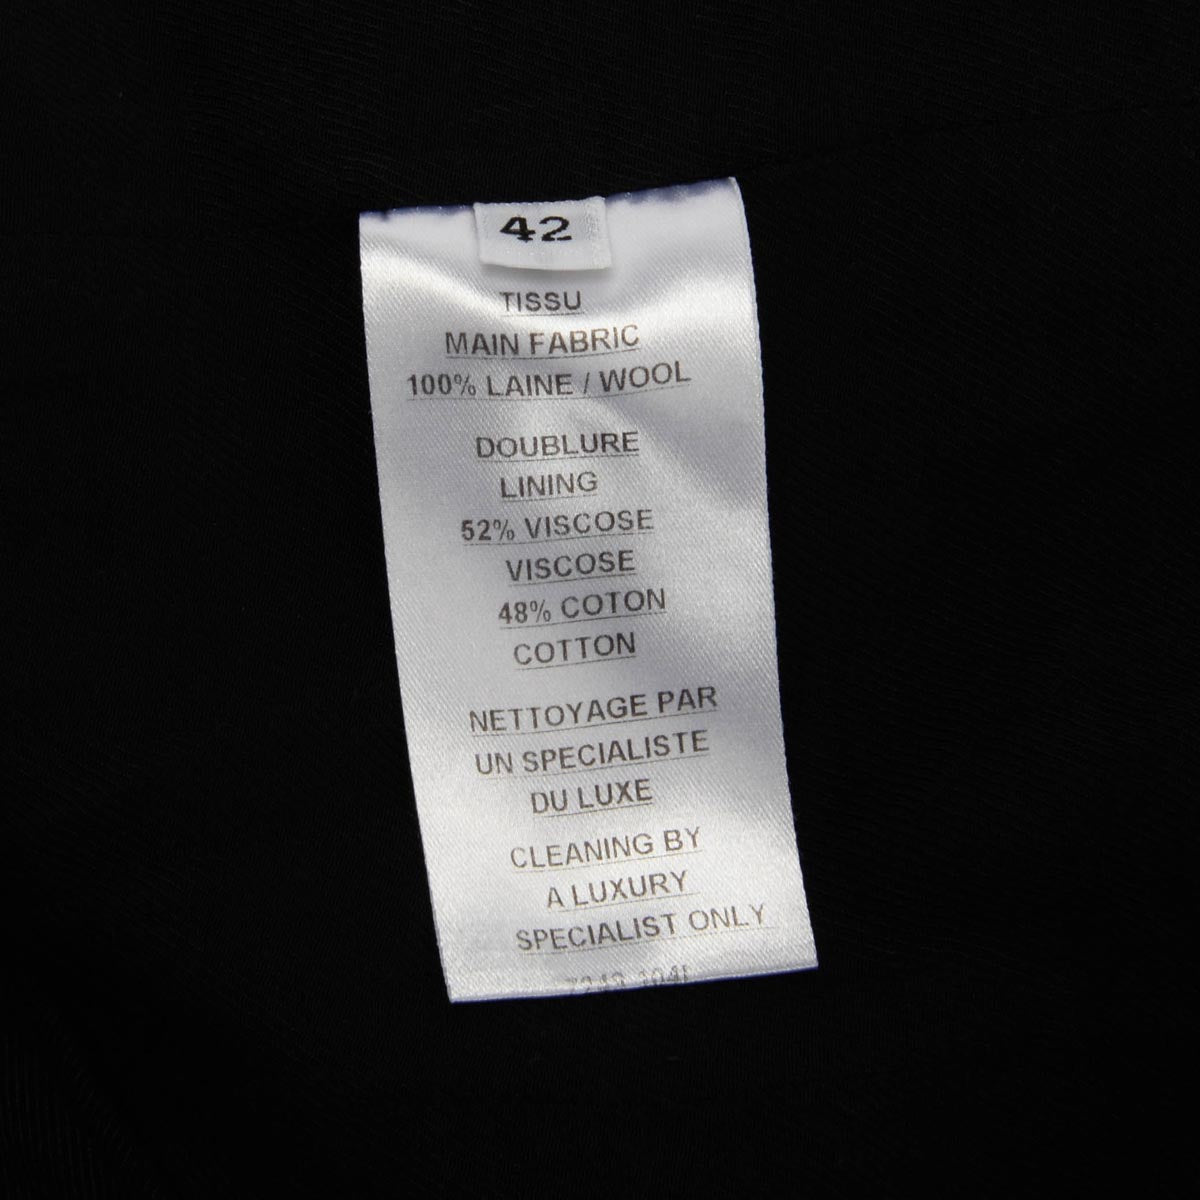 42
TISSU
MAIN FABRIC
100% LAINE / WOOL
DOUBLURE
LINING
52% VISCOSE
VISCOSE
48% COTON
COTTON
NETTOYAGE PAR
UN SPECIALISTE
DU LUXE
CLEANING BY
A LUXURY
SPECIALIST ONLY